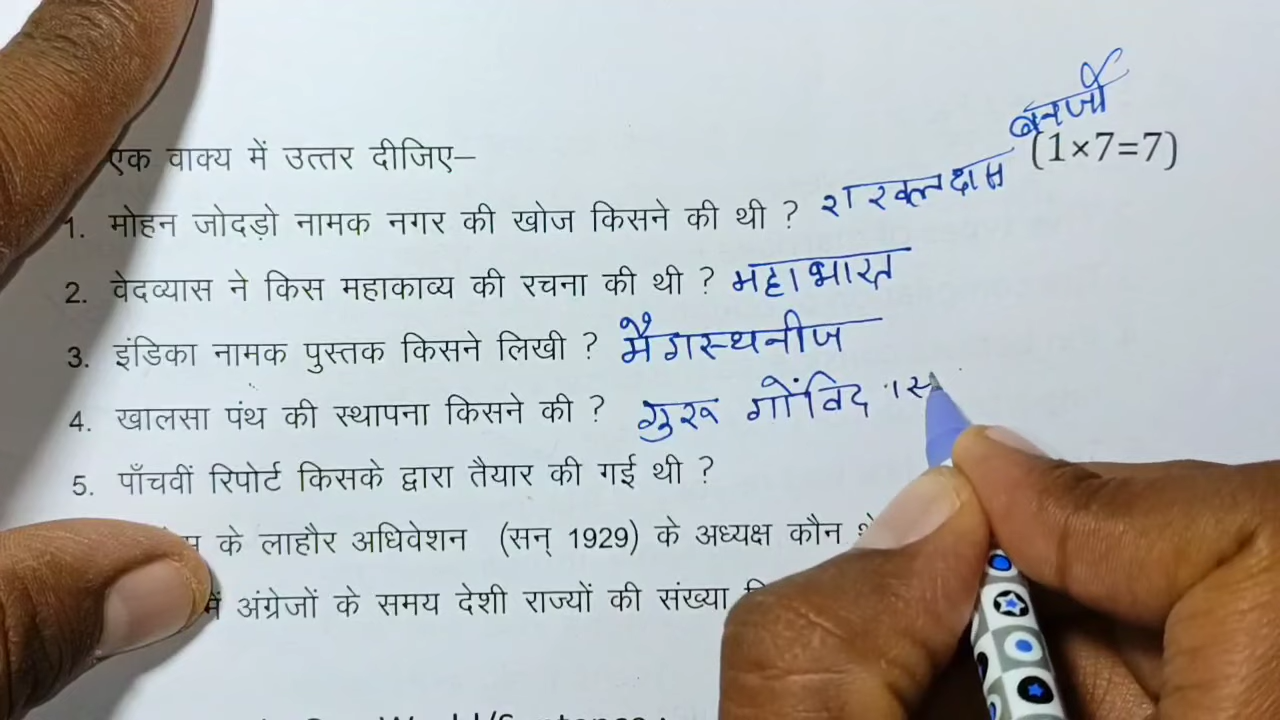 एक वाक्य में उत्तर दीजिए–
(1×7=7)
1. मोहन जोदड़ो नामक नगर की खोज किसने की थी ? राखलदास बनर्जी
2. वेदव्यास ने किस महाकाव्य की रचना की थी ? महाभारत
3. इंडिका नामक पुस्तक किसने लिखी ? मैगस्थनीज
4. खालसा पंथ की स्थापना किसने की ? गुरू गोंविद
5. पाँचवीं रिपोर्ट किसके द्वारा तैयार की गई थी ?
के लाहौर अधिवेशन (सन् 1929) के अध्यक्ष कौन
में अंग्रेजों के समय देशी राज्यों की संख्या